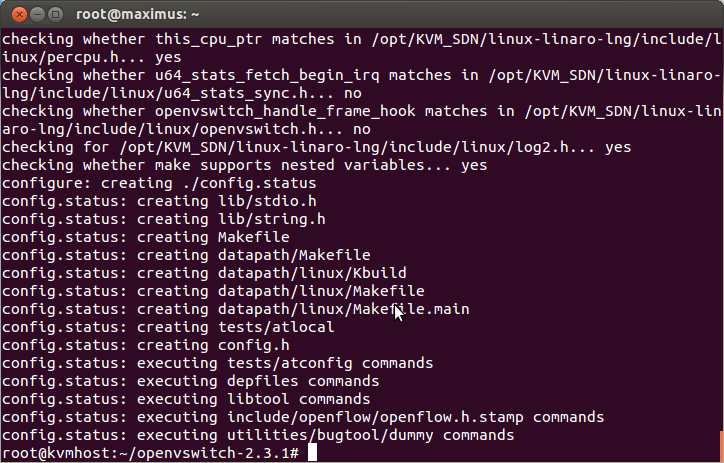 root@maximus: ~
checking whether this_cpu_ptr matches in /opt/KVM_SDN/linux-linaro-lng/include/l
inux/percpu.h... yes
checking whether u64_stats_fetch_begin_irq matches in /opt/KVM_SDN/linux-linaro-
lng/include/linux/u64_stats_sync.h... no
checking whether openvswitch_handle_frame_hook matches in /opt/KVM_SDN/linux-lin
aro-lng/include/linux/openvswitch.h... no
checking for /opt/KVM_SDN/linux-linaro-lng/include/linux/log2.h... yes
checking whether make supports nested variables... yes
configure: creating ./config.status
config.status: creating lib/stdio.h
config.status: creating lib/string.h
config.status: creating Makefile
config.status: creating datapath/Makefile
config.status: creating datapath/linux/Kbuild
config.status: creating datapath/linux/Makefile
config.status: creating datapath/linux/Makefile.main
config.status: creating tests/atlocal
config.status: creating config.h
config.status: executing tests/atconfig commands
config.status: executing depfiles commands
config.status: executing libtool commands
config.status: executing include/openflow/openflow.h.stamp commands
config.status: executing utilities/bugtool/dummy commands
root@kvmhost:~/openvswitch-2.3.1#